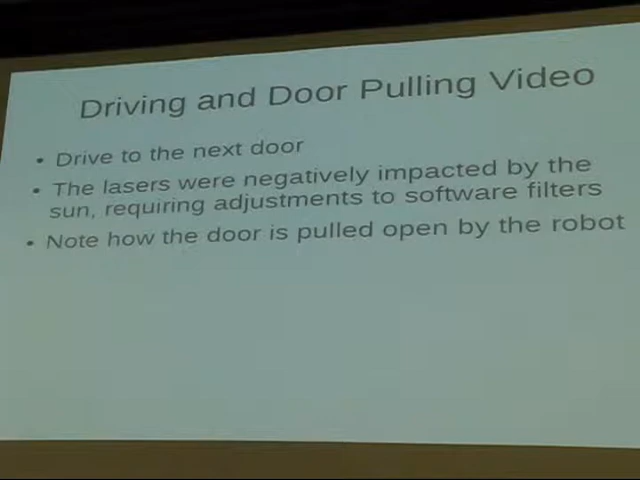 Driving and Door Pulling Video
• Drive to the next door
• The lasers were negatively impacted by the
sun, requiring adjustments to software filters
• Note how the door is pulled open by the robot